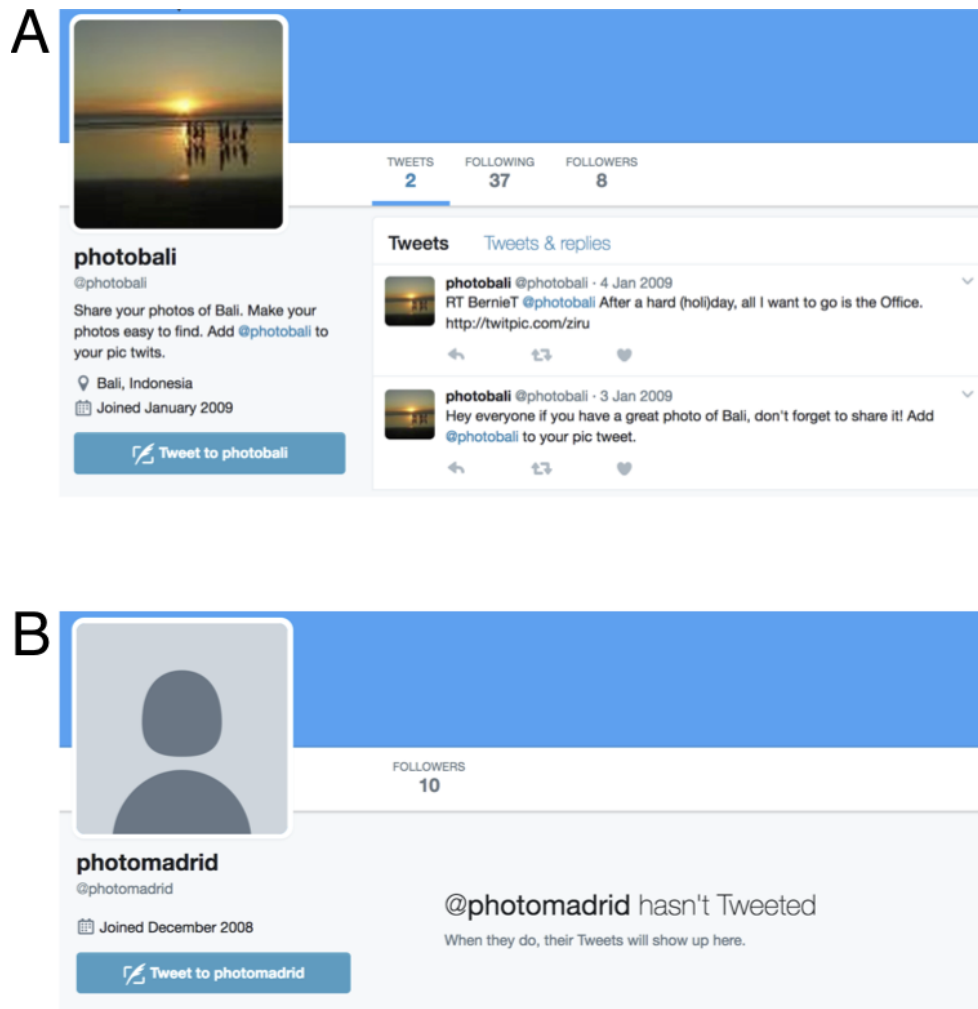 A
TWEETS FOLLOWING FOLLOWERS
2 37 8
photobali
@photobali
Share your photos of Bali. Make your
photos easy to find. Add @photobali to
your pic twits.
Bali, Indonesia
Joined January 2009
Tweet to photobali
Tweets Tweets & replies
photobali @photobali · 4 Jan 2009
RT BernieT @photobali After a hard (holi)day, all I want to go is the Office.
http://twitpic.com/ziru
photobali @photobali · 3 Jan 2009
Hey everyone if you have a great photo of Bali, don't forget to share it! Add
@photobali to your pic tweet.
B
FOLLOWERS
10
photomadrid
@photomadrid
Joined December 2008
Tweet to photomadrid
@photomadrid hasn't Tweeted
When they do, their Tweets will show up here.